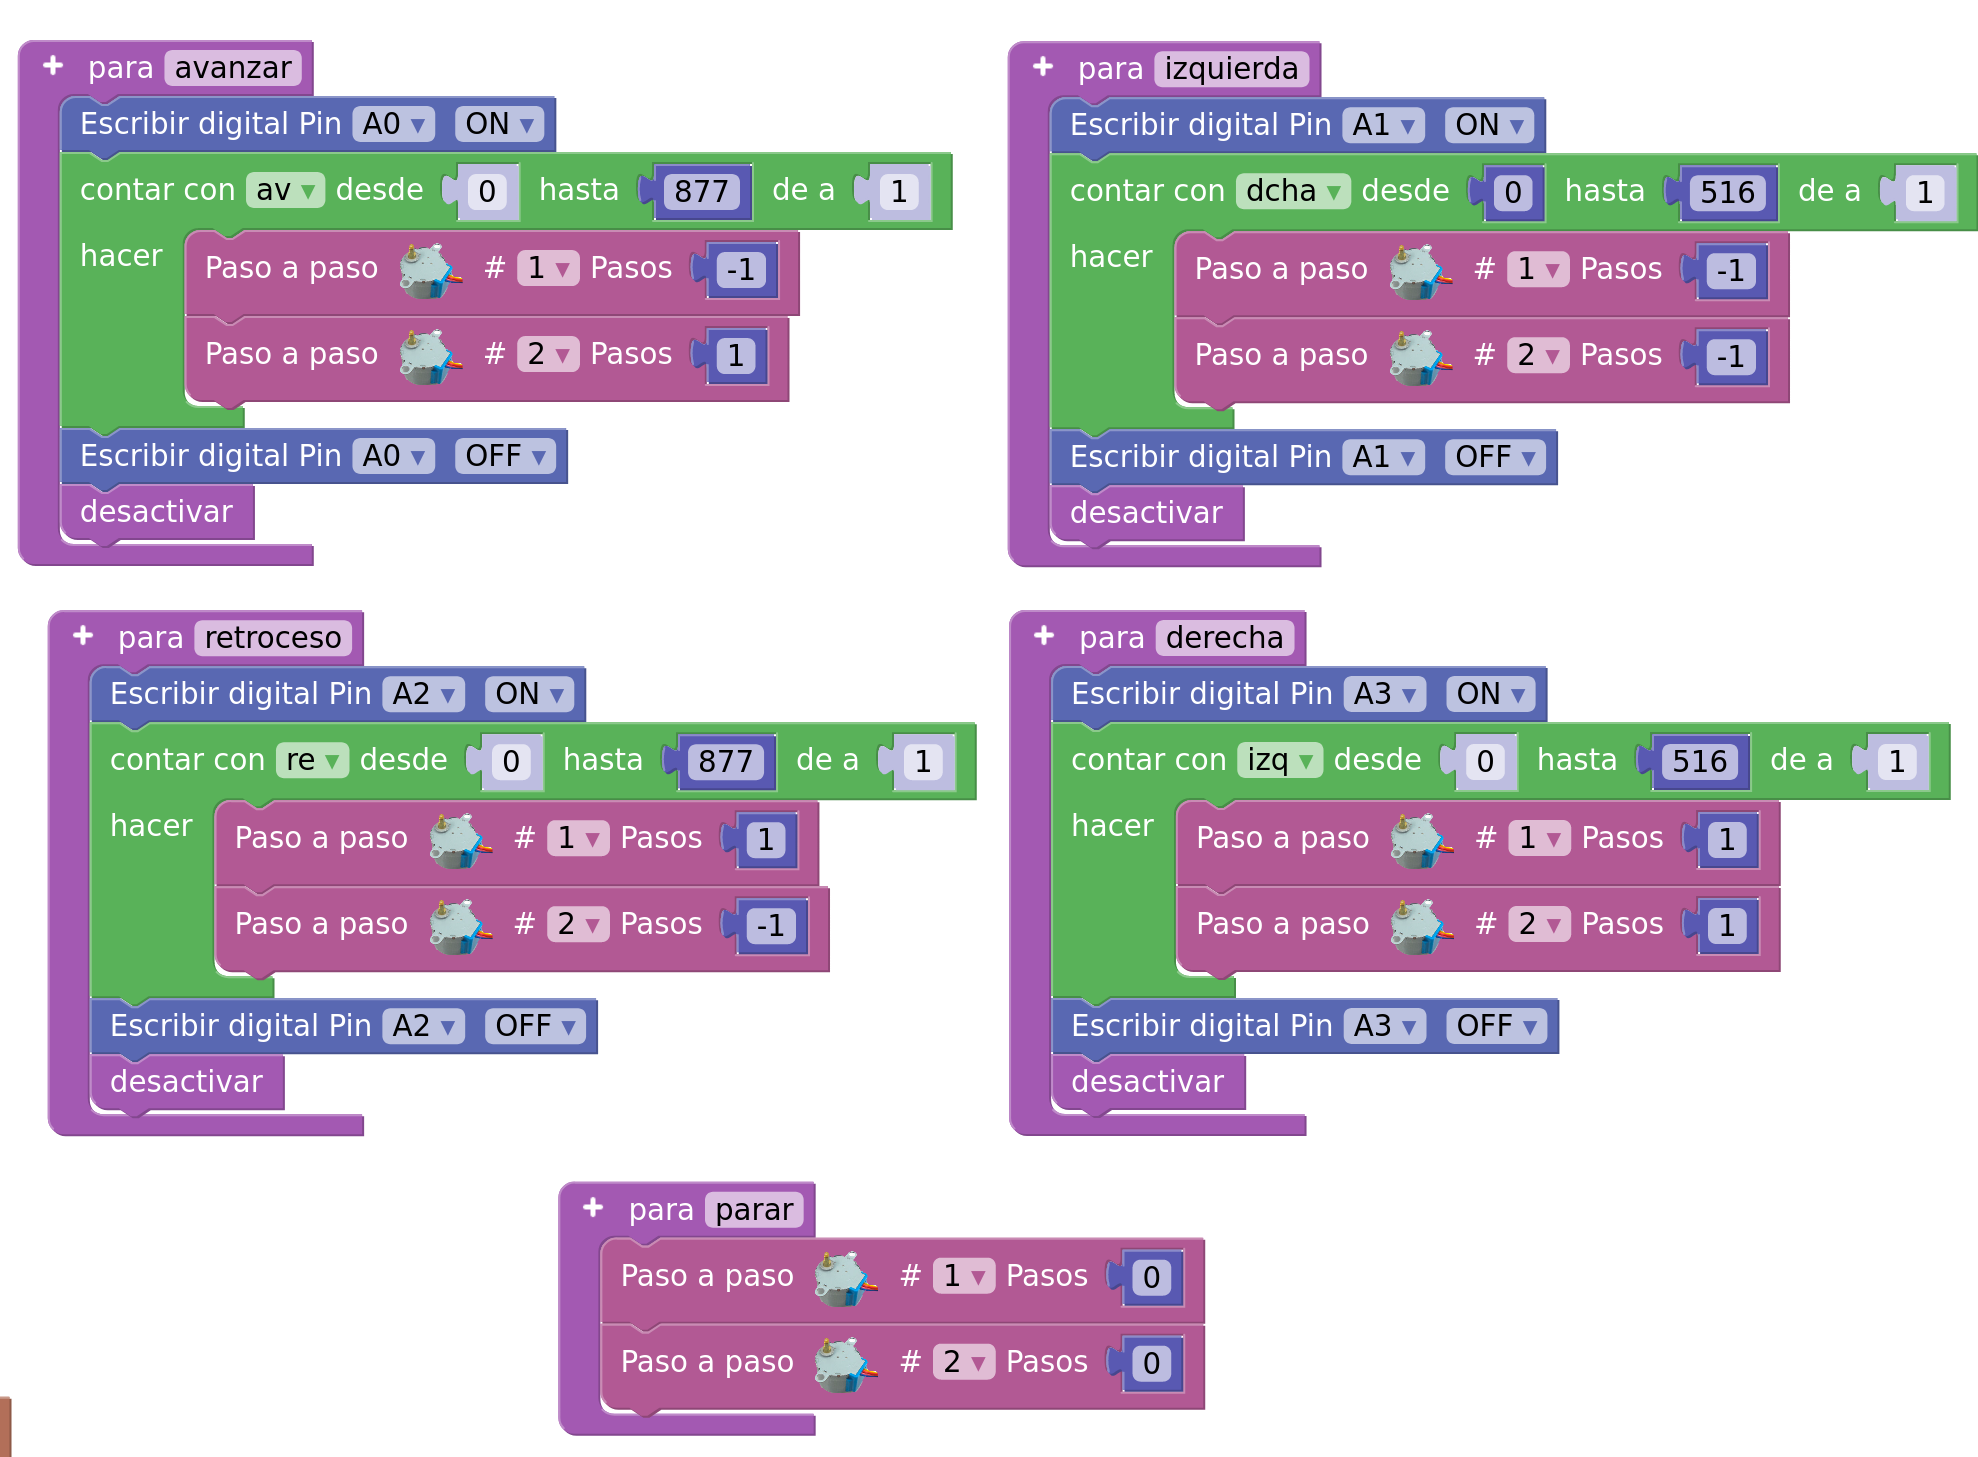 + para avanzar
Escribir digital Pin A0 ▼ ON ▼
contar con av ▼ desde 0 hasta 877 de a 1
hacer Paso a paso # 1 ▼ Pasos -1
Paso a paso # 2 ▼ Pasos 1
Escribir digital Pin A0 ▼ OFF ▼
desactivar
+ para izquierda
Escribir digital Pin A1 ▼ ON ▼
contar con dcha ▼ desde 0 hasta 516 de a 1
hacer Paso a paso # 1 ▼ Pasos -1
Paso a paso # 2 ▼ Pasos -1
Escribir digital Pin A1 ▼ OFF ▼
desactivar
+ para retroceso
Escribir digital Pin A2 ▼ ON ▼
contar con re ▼ desde 0 hasta 877 de a 1
hacer Paso a paso # 1 ▼ Pasos 1
Paso a paso # 2 ▼ Pasos -1
Escribir digital Pin A2 ▼ OFF ▼
desactivar
+ para derecha
Escribir digital Pin A3 ▼ ON ▼
contar con izq ▼ desde 0 hasta 516 de a 1
hacer Paso a paso # 1 ▼ Pasos 1
Paso a paso # 2 ▼ Pasos 1
Escribir digital Pin A3 ▼ OFF ▼
desactivar
+ para parar
Paso a paso # 1 ▼ Pasos 0
Paso a paso # 2 ▼ Pasos 0